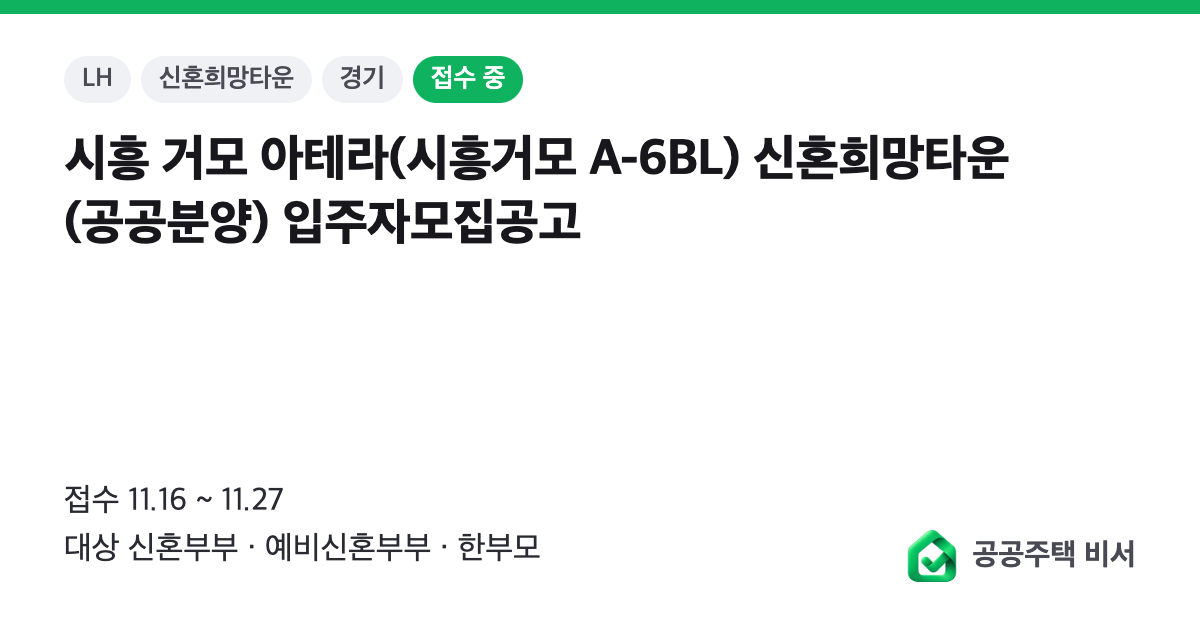 LH 신혼희망타운 경기 접수 중
시흥 거모 아테라(시흥거모 A-6BL) 신혼희망타운
(공공분양) 입주자모집공고
접수 11.16 ~ 11.27
대상 신혼부부 · 예비신혼부부 · 한부모
공공주택 비서